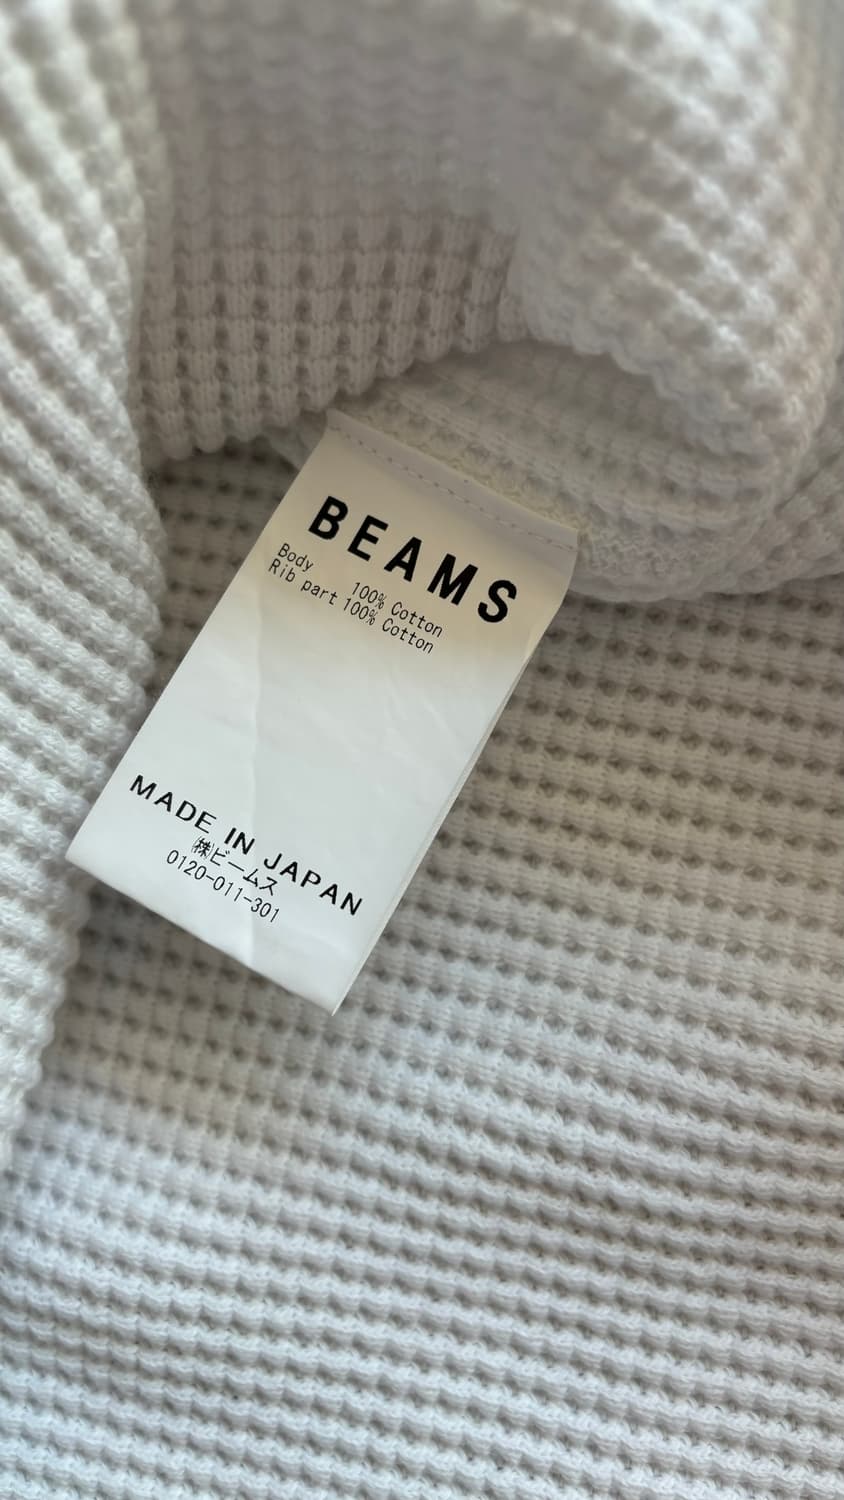 BEAMS
Body 100% Cotton
Rib part 100% Cotton
MADE IN JAPAN
㈱ビームス
0120-011-301